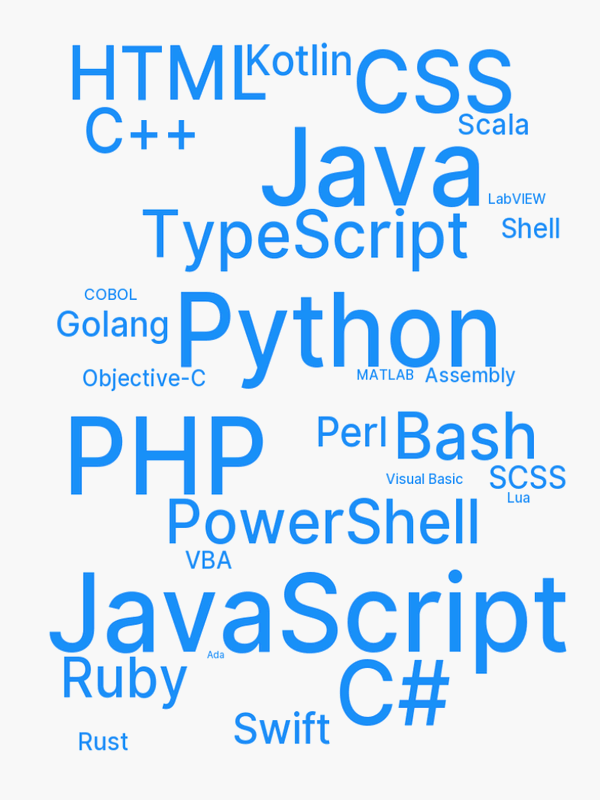 HTML Kotlin CSS
C++ Scala
Java
LabVIEW
TypeScript Shell
COBOL
Golang Python
Objective-C MATLAB Assembly
PHP Perl Bash
Visual Basic SCSS
Lua
PowerShell
VBA
JavaScript
Ada
Ruby C#
Swift
Rust